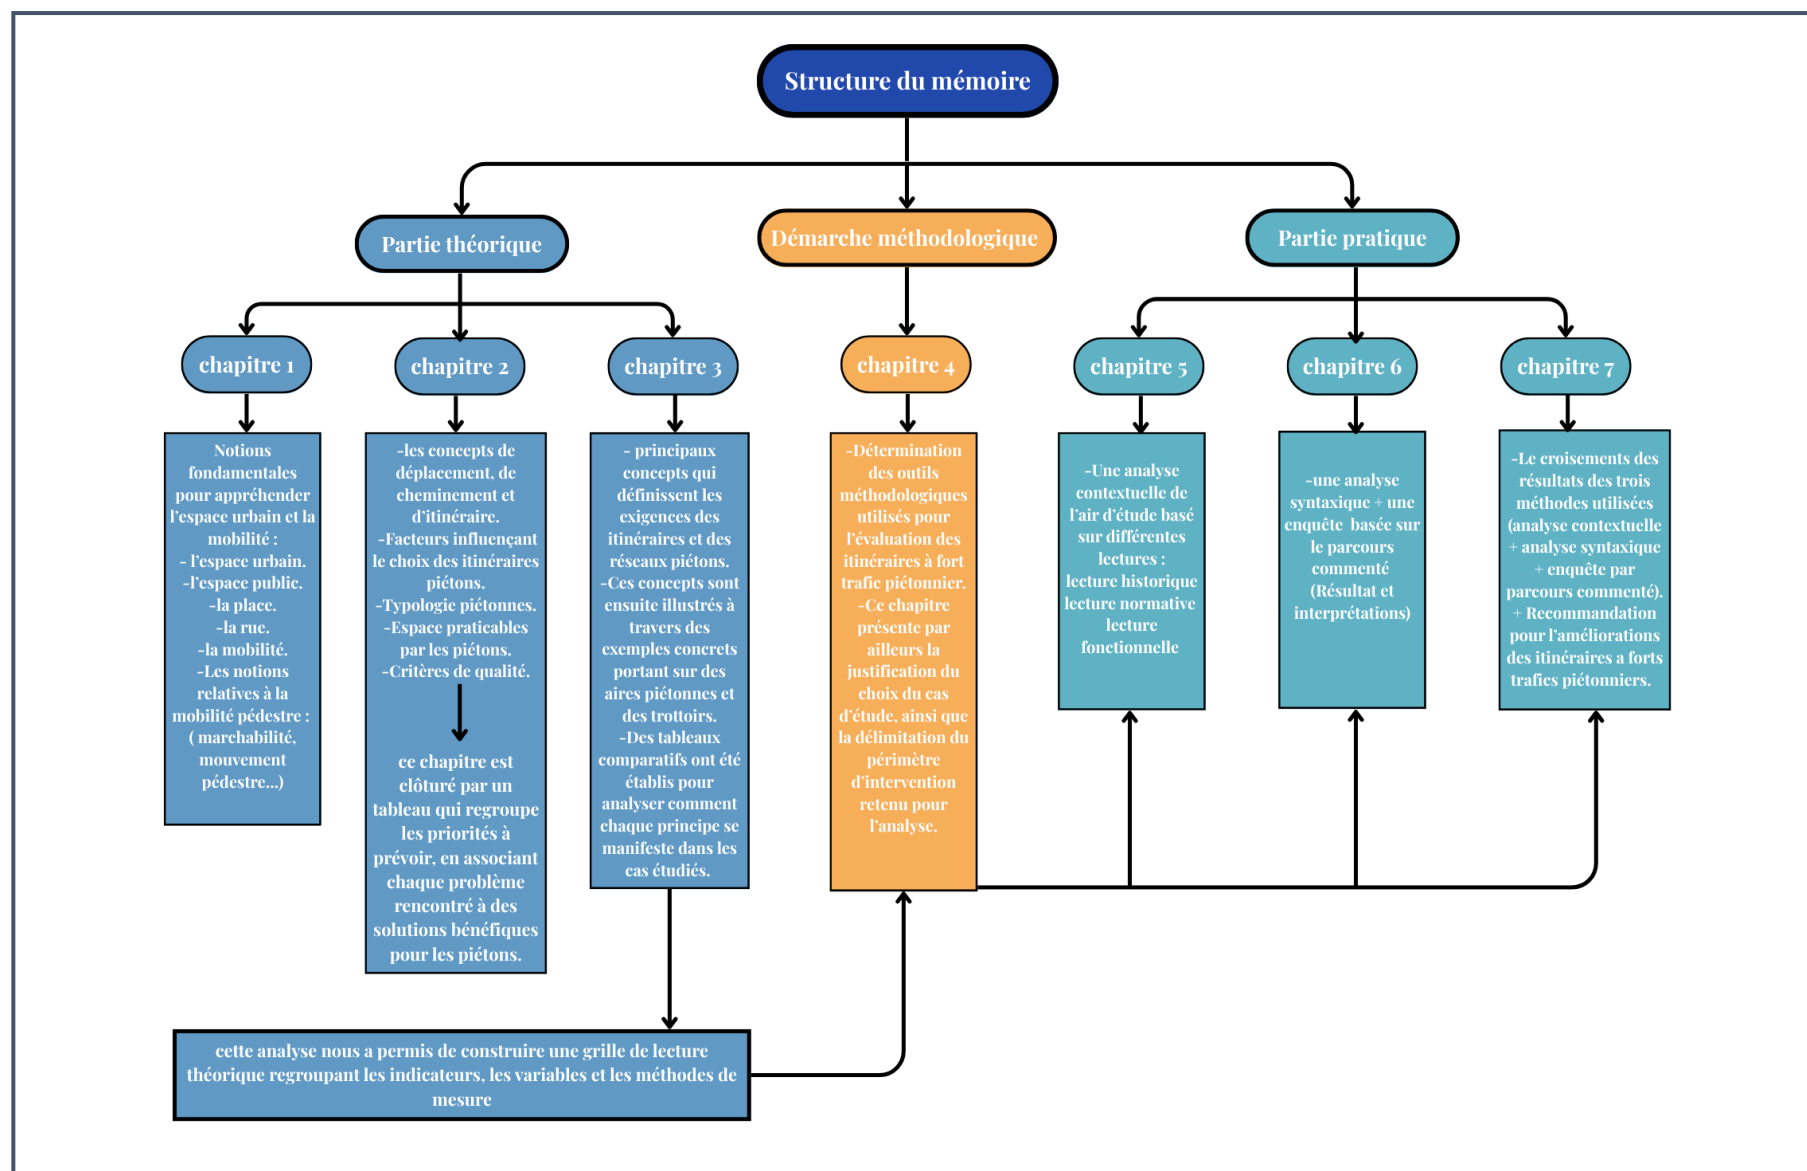 Structure du mémoire
Partie théorique
Démarche méthodologique
Partie pratique
chapitre 1
chapitre 2
chapitre 3
chapitre 4
chapitre 5
chapitre 6
chapitre 7
Notions
fondamentales
pour appréhender
l'espace urbain et la
mobilité :
- l'espace urbain.
-l'espace public.
-la place.
-la rue.
-la mobilité.
-Les notions
relatives à la
mobilité pédestre :
( marchabilité,
mouvement
pédestre...)
-les concepts de
déplacement, de
cheminement et
d'itinéraire.
-Facteurs influençant
le choix des itinéraires
piétons.
-Typologie piétonnes.
-Espace praticables
par les piétons.
-Critères de qualité.
ce chapitre est
clôturé par un
tableau qui regroupe
les priorités à
prévoir, en associant
chaque problème
rencontré à des
solutions bénéfiques
pour les piétons.
- principaux
concepts qui
définissent les
exigences des
itinéraires et des
réseaux piétons.
-Ces concepts sont
ensuite illustrés à
travers des
exemples concrets
portant sur des
aires piétonnes et
des trottoirs.
-Des tableaux
comparatifs ont été
établis pour
analyser comment
chaque principe se
manifeste dans les
cas étudiés.
-Détermination
des outils
méthodologiques
utilisés pour
l'évaluation des
itinéraires à fort
trafic piétonnier.
-Ce chapitre
présente par
ailleurs la
justification du
choix du cas
d'étude, ainsi que
la délimitation du
périmètre
d'intervention
retenu pour
l'analyse.
-Une analyse
contextuelle de
l'air d'étude basé
sur différentes
lectures :
lecture historique
lecture normative
lecture
fonctionnelle
-une analyse
syntaxique + une
enquête basée sur
le parcours
commenté
(Résultat et
interprétations)
-Le croisements des
résultats des trois
méthodes utilisées
(analyse contextuelle
+ analyse syntaxique
+ enquête par
parcours commenté).
+ Recommandation
pour l'améliorations
des itinéraires a forts
trafics piétonniers.
cette analyse nous a permis de construire une grille de lecture
théorique regroupant les indicateurs, les variables et les méthodes de
mesure